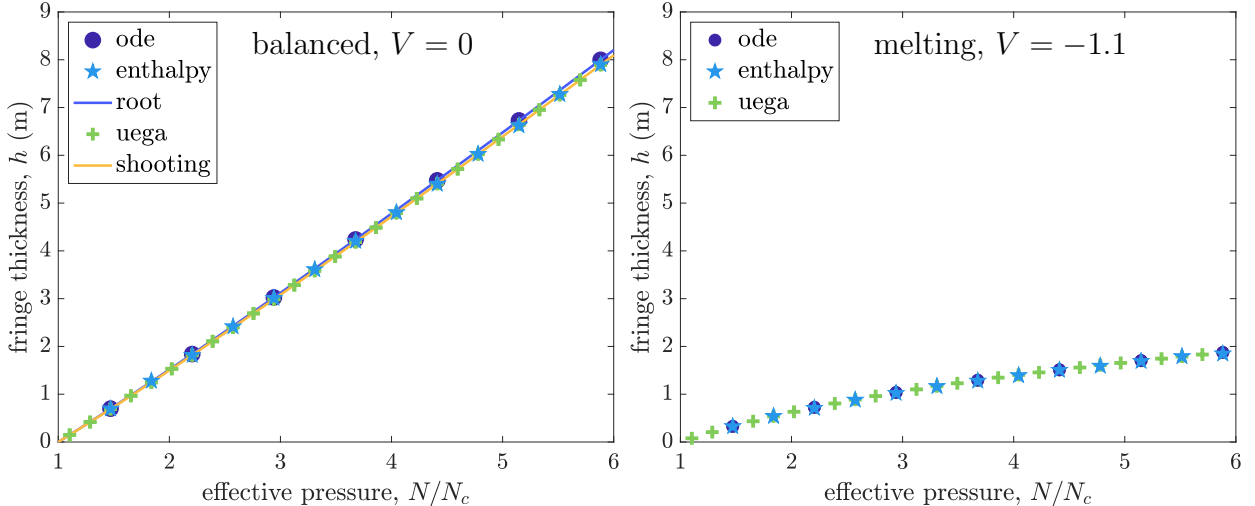 balanced, V = 0
ode
enthalpy
root
uega
shooting
fringe thickness, h (m)
9
8
7
6
5
4
3
2
1
0
1 2 3 4 5 6
effective pressure, N/N_c
melting, V = −1.1
ode
enthalpy
uega
fringe thickness, h (m)
9
8
7
6
5
4
3
2
1
0
1 2 3 4 5 6
effective pressure, N/N_c